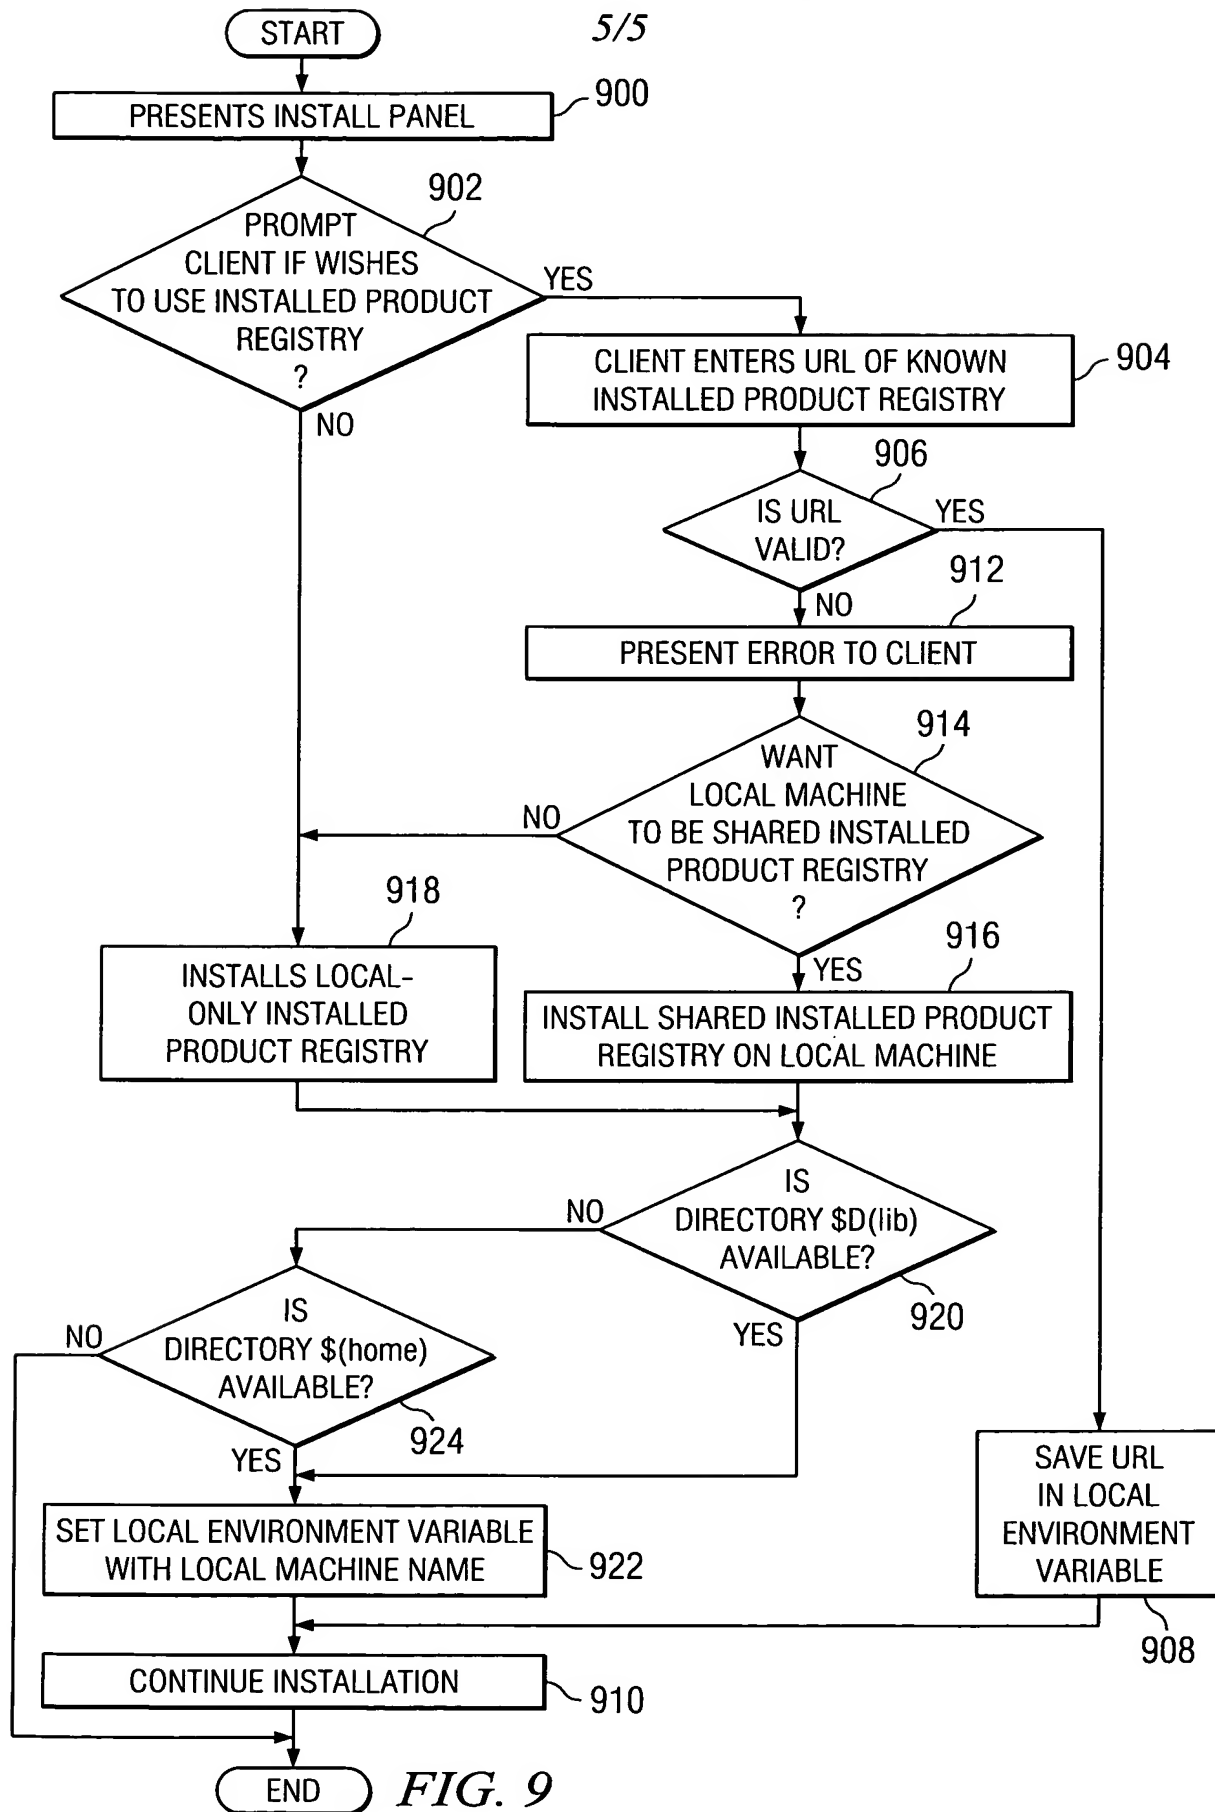 5/5
START
PRESENTS INSTALL PANEL
900
902
PROMPT
CLIENT IF WISHES
TO USE INSTALLED PRODUCT
REGISTRY
?
YES
NO
CLIENT ENTERS URL OF KNOWN
INSTALLED PRODUCT REGISTRY
904
906
IS URL
VALID?
YES
NO
912
PRESENT ERROR TO CLIENT
914
WANT
LOCAL MACHINE
TO BE SHARED INSTALLED
PRODUCT REGISTRY
?
NO
YES
918
INSTALLS LOCAL-
ONLY INSTALLED
PRODUCT REGISTRY
916
INSTALL SHARED INSTALLED PRODUCT
REGISTRY ON LOCAL MACHINE
IS
DIRECTORY $D(lib)
AVAILABLE?
NO
920
YES
IS
DIRECTORY $(home)
AVAILABLE?
NO
924
YES
SET LOCAL ENVIRONMENT VARIABLE
WITH LOCAL MACHINE NAME
922
SAVE URL
IN LOCAL
ENVIRONMENT
VARIABLE
908
CONTINUE INSTALLATION
910
END
FIG. 9